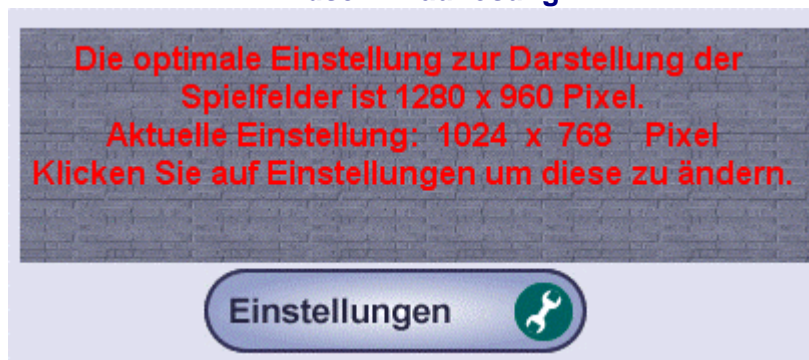 Die optimale Einstellung zur Darstellung der
Spielfelder ist 1280 x 960 Pixel.
Aktuelle Einstellung: 1024 x 768 Pixel
Klicken Sie auf Einstellungen um diese zu ändern.
Einstellungen